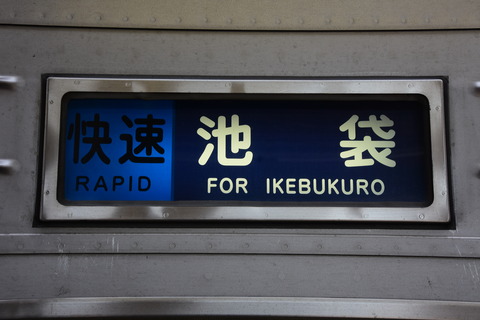 快速 池袋
RAPID FOR IKEBUKURO